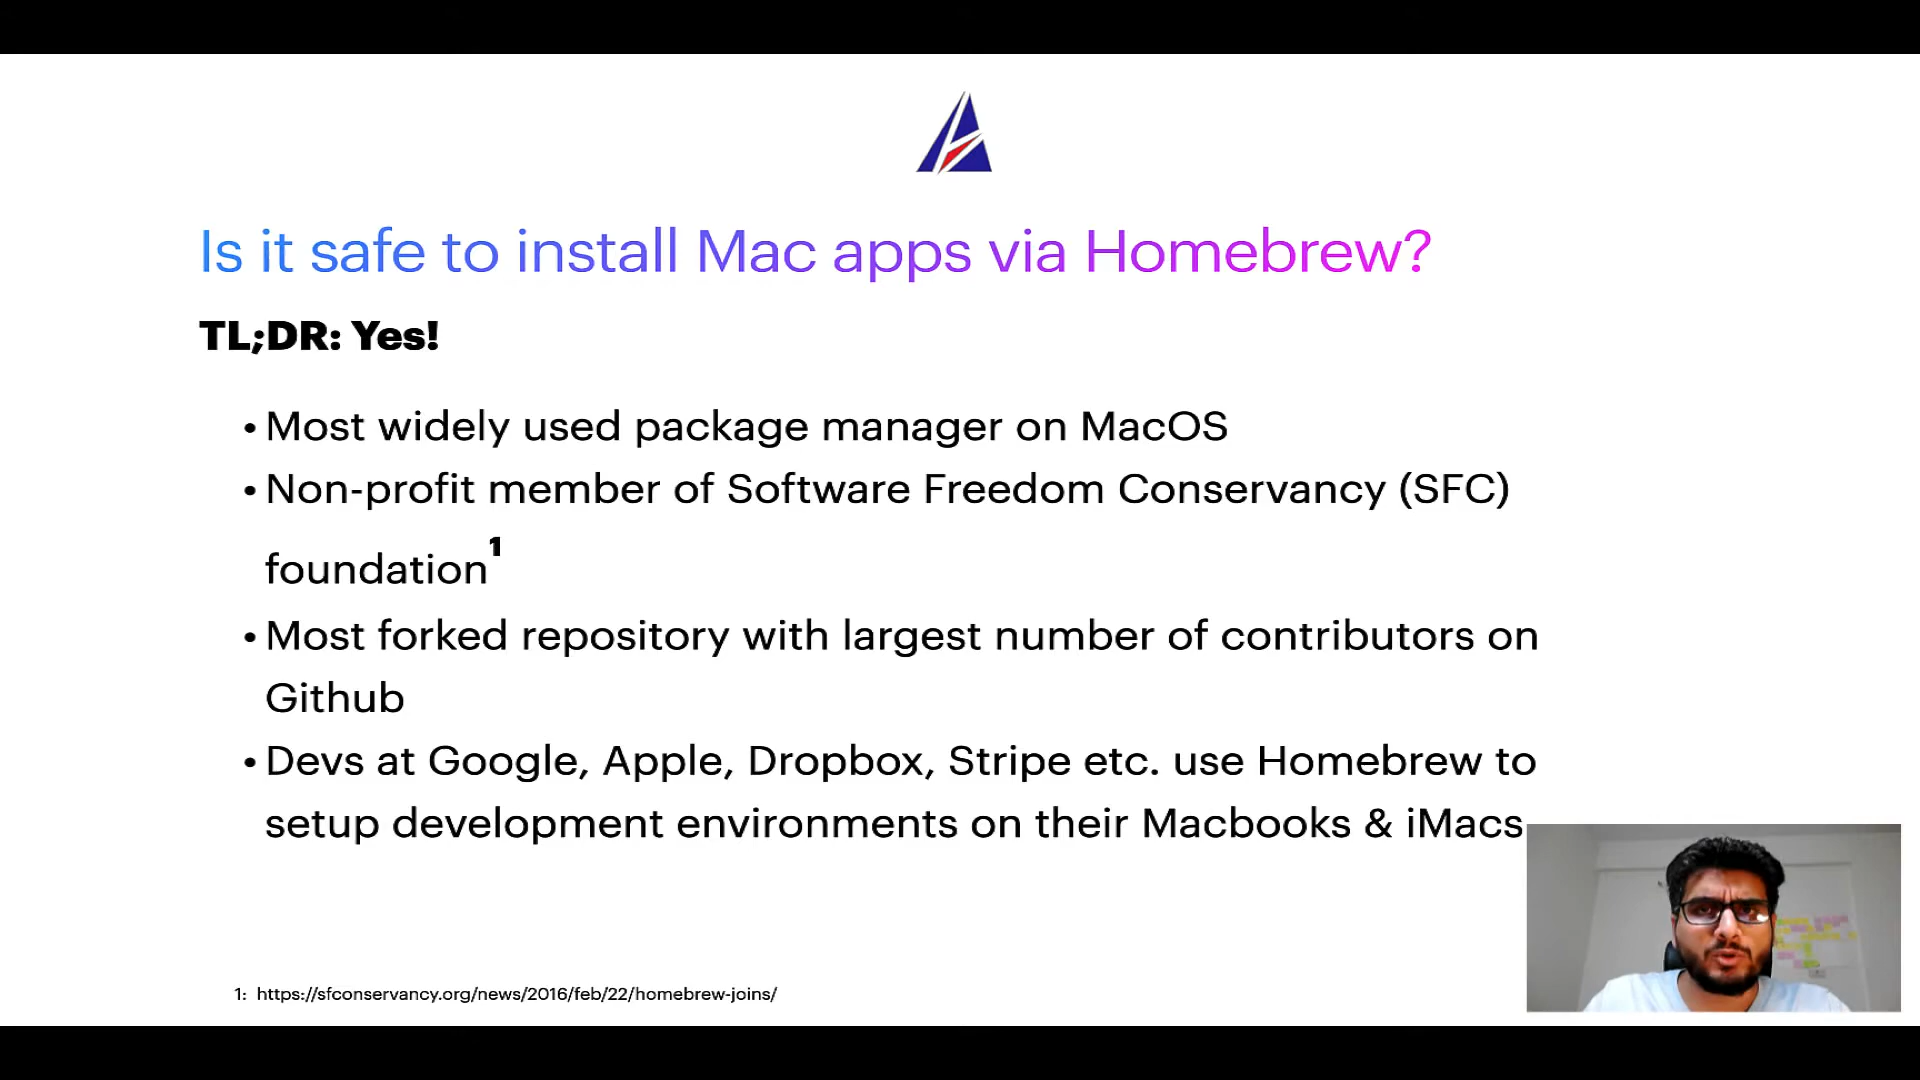 Is it safe to install Mac apps via Homebrew?
TL;DR: Yes!
• Most widely used package manager on MacOS
• Non-profit member of Software Freedom Conservancy (SFC)
foundation1
• Most forked repository with largest number of contributors on
Github
• Devs at Google, Apple, Dropbox, Stripe etc. use Homebrew to
setup development environments on their Macbooks & iMacs
1: https://sfconservancy.org/news/2016/feb/22/homebrew-joins/